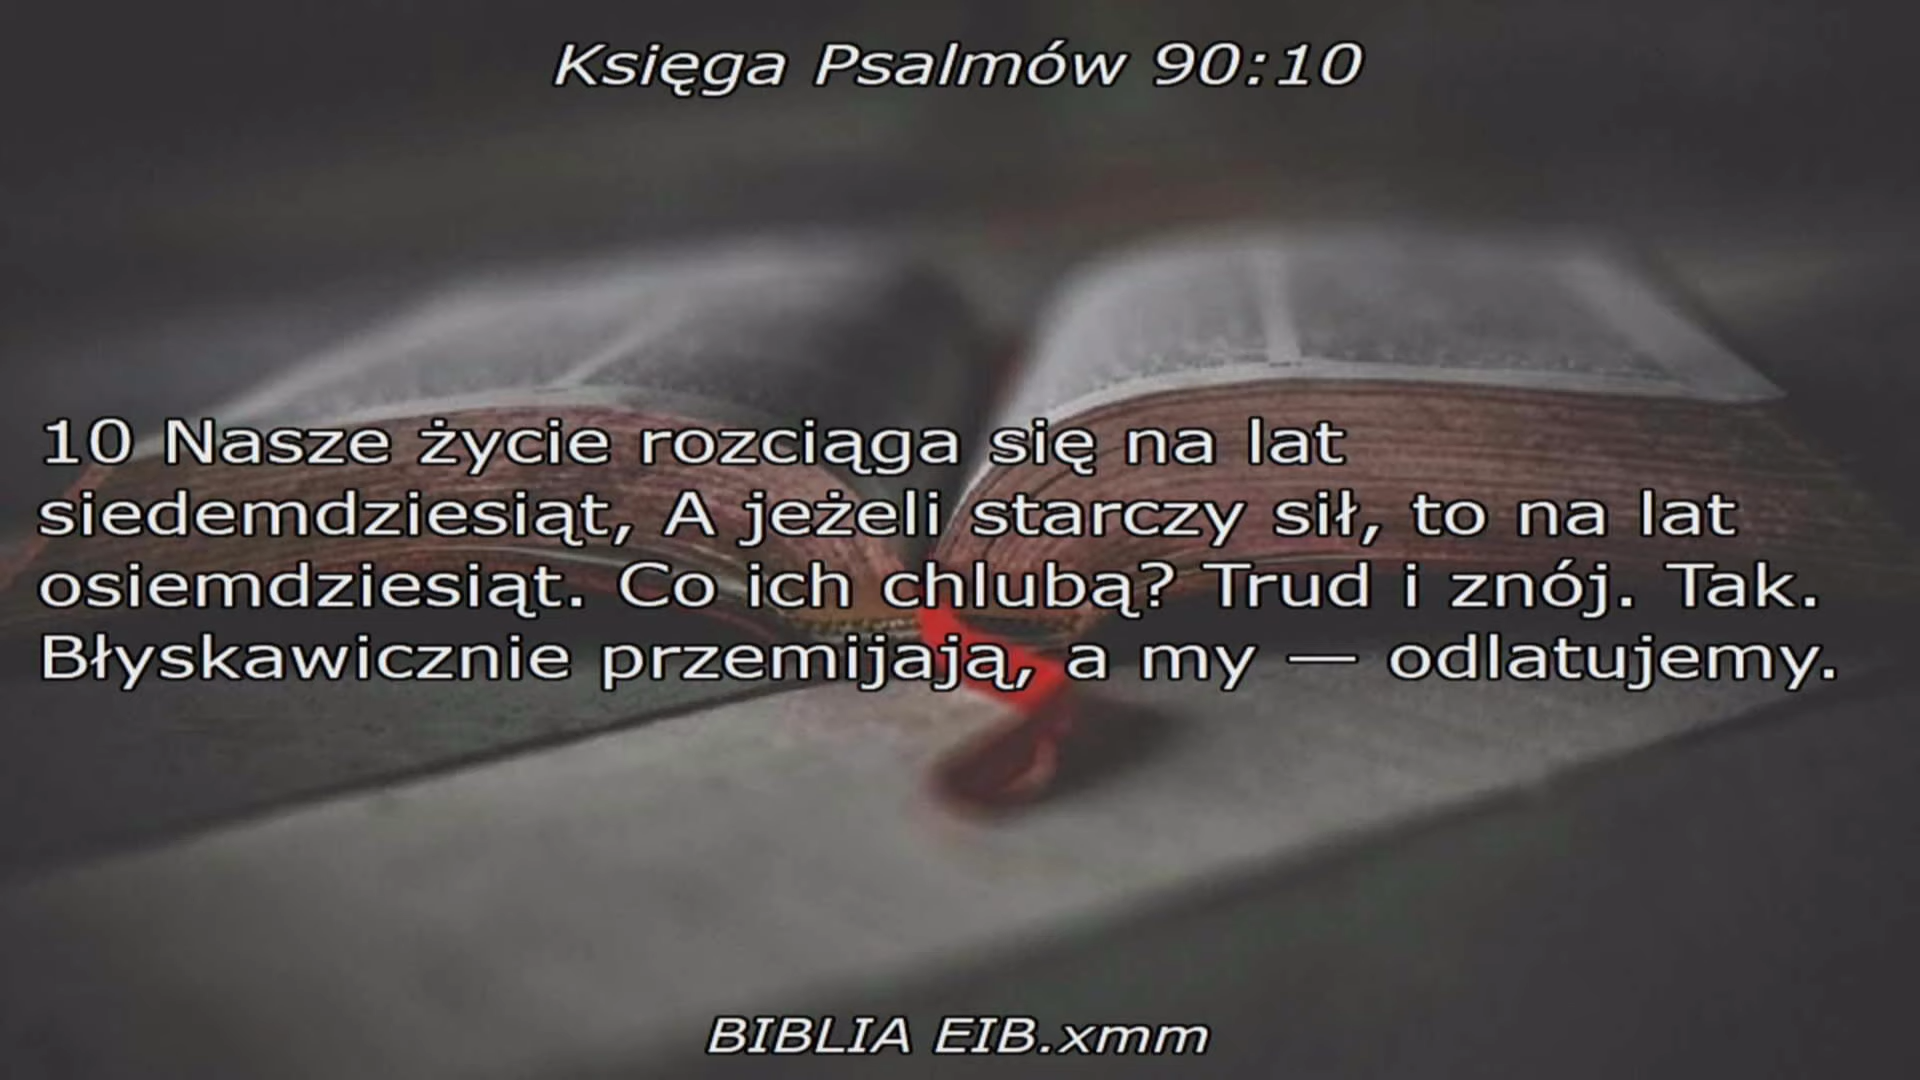 Księga Psalmów 90:10
10 Nasze życie rozciąga się na lat
siedemdziesiąt, A jeżeli starczy sił, to na lat
osiemdziesiąt. Co ich chlubą? Trud i znój. Tak.
Błyskawicznie przemijają, a my — odlatujemy.
BIBLIA EIB.xmm